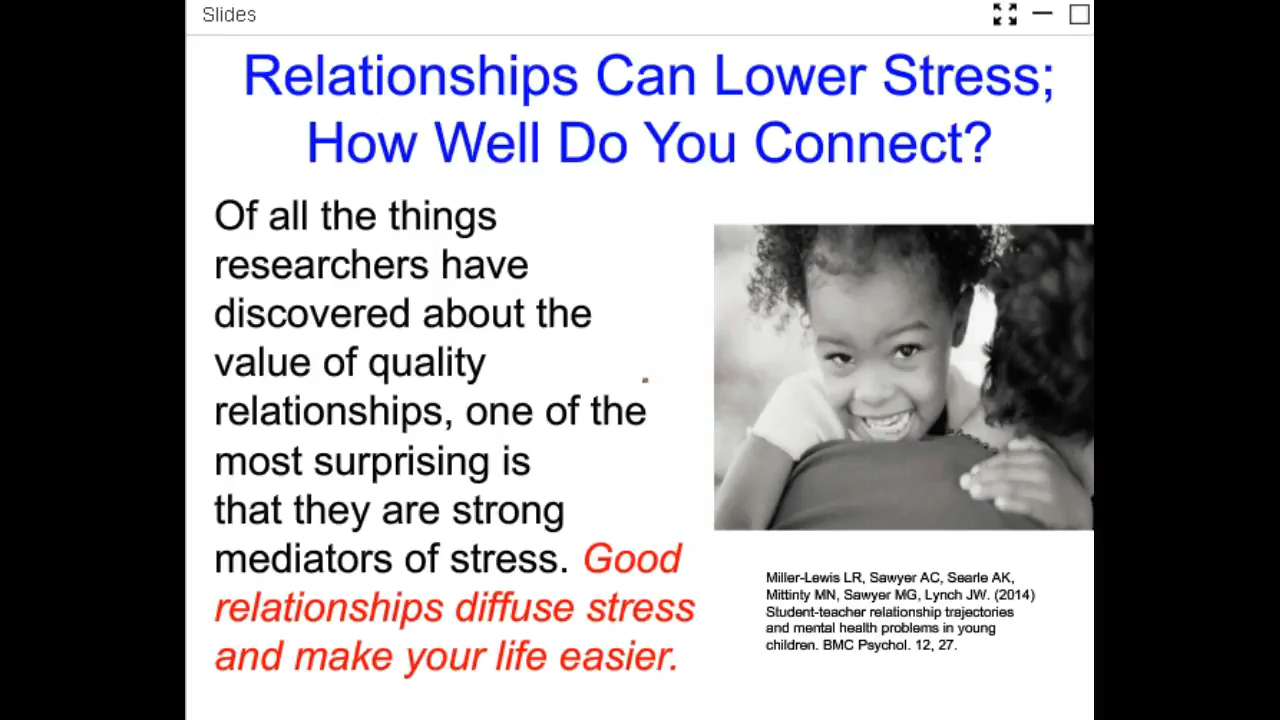 Slides
Relationships Can Lower Stress;
How Well Do You Connect?
Of all the things
researchers have
discovered about the
value of quality
relationships, one of the
most surprising is
that they are strong
mediators of stress. Good
relationships diffuse stress
and make your life easier.
Miller-Lewis LR, Sawyer AC, Searle AK,
Mittinty MN, Sawyer MG, Lynch JW. (2014)
Student-teacher relationship trajectories
and mental health problems in young
children. BMC Psychol. 12, 27.